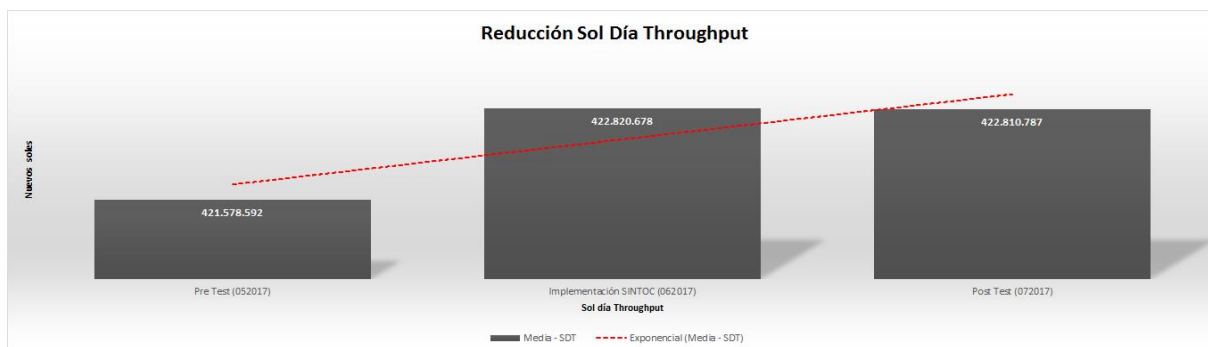 Reducción Sol Día Throughput
Nuevos soles
421.578.592
422.820.678
422.810.787
Pre Test (052017)
Implementación SINTOC (062017)
Post Test (072017)
Sol día Throughput
Media - SDT
Exponencial (Media - SDT)